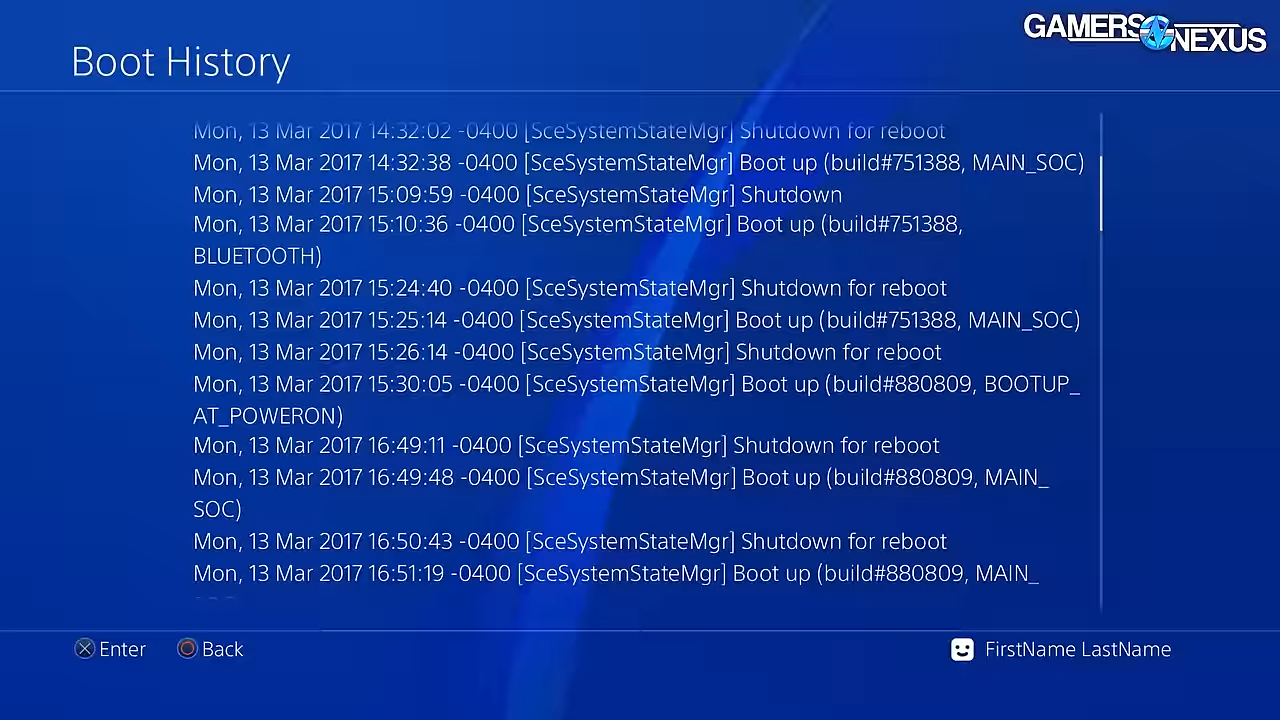 GAMERS NEXUS
Boot History
Mon, 13 Mar 2017 14:32:02 -0400 [SceSystemStateMgr] Shutdown for reboot
Mon, 13 Mar 2017 14:32:38 -0400 [SceSystemStateMgr] Boot up (build#751388, MAIN_SOC)
Mon, 13 Mar 2017 15:09:59 -0400 [SceSystemStateMgr] Shutdown
Mon, 13 Mar 2017 15:10:36 -0400 [SceSystemStateMgr] Boot up (build#751388,
BLUETOOTH)
Mon, 13 Mar 2017 15:24:40 -0400 [SceSystemStateMgr] Shutdown for reboot
Mon, 13 Mar 2017 15:25:14 -0400 [SceSystemStateMgr] Boot up (build#751388, MAIN_SOC)
Mon, 13 Mar 2017 15:26:14 -0400 [SceSystemStateMgr] Shutdown for reboot
Mon, 13 Mar 2017 15:30:05 -0400 [SceSystemStateMgr] Boot up (build#880809, BOOTUP_
AT_POWERON)
Mon, 13 Mar 2017 16:49:11 -0400 [SceSystemStateMgr] Shutdown for reboot
Mon, 13 Mar 2017 16:49:48 -0400 [SceSystemStateMgr] Boot up (build#880809, MAIN_
SOC)
Mon, 13 Mar 2017 16:50:43 -0400 [SceSystemStateMgr] Shutdown for reboot
Mon, 13 Mar 2017 16:51:19 -0400 [SceSystemStateMgr] Boot up (build#880809, MAIN_
Enter
Back
FirstName LastName